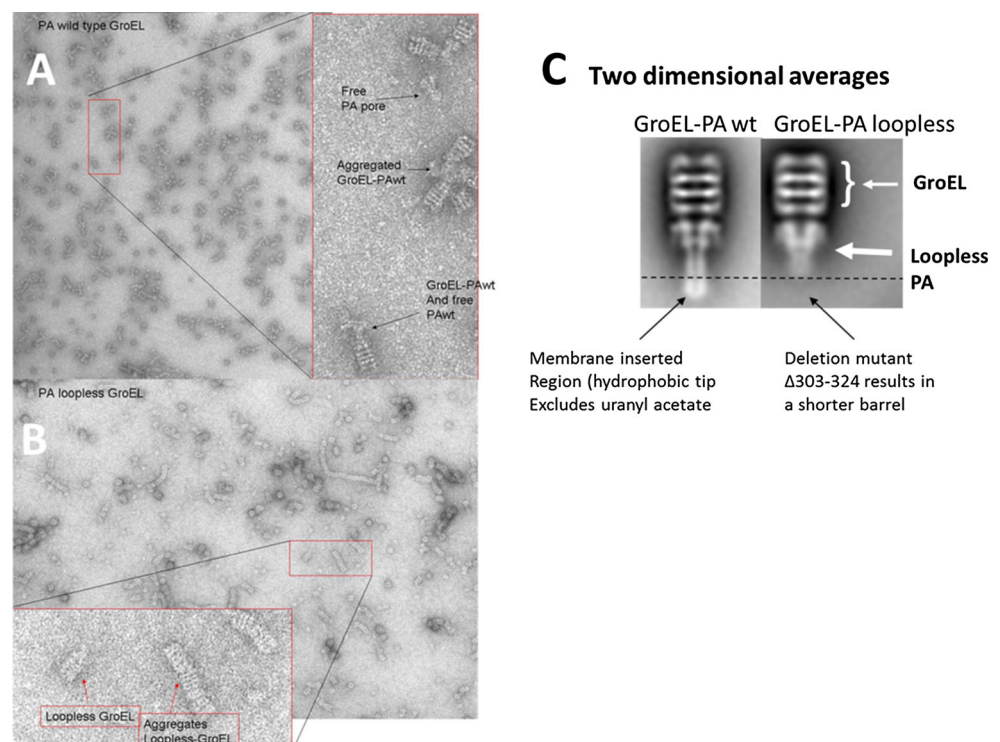 PA wild type GroEL
A
Free
PA pore
Aggregated
GroEL-PAwt
GroEL-PAwt
And free
PAwt
PA loopless GroEL
B
Loopless GroEL
Aggregates
Loopless-GroEL
C
Two dimensional averages
GroEL-PA wt
GroEL-PA loopless
GroEL
Loopless
PA
Membrane inserted
Region (hydrophobic tip
Excludes uranyl acetate
Deletion mutant
Δ303-324 results in
a shorter barrel